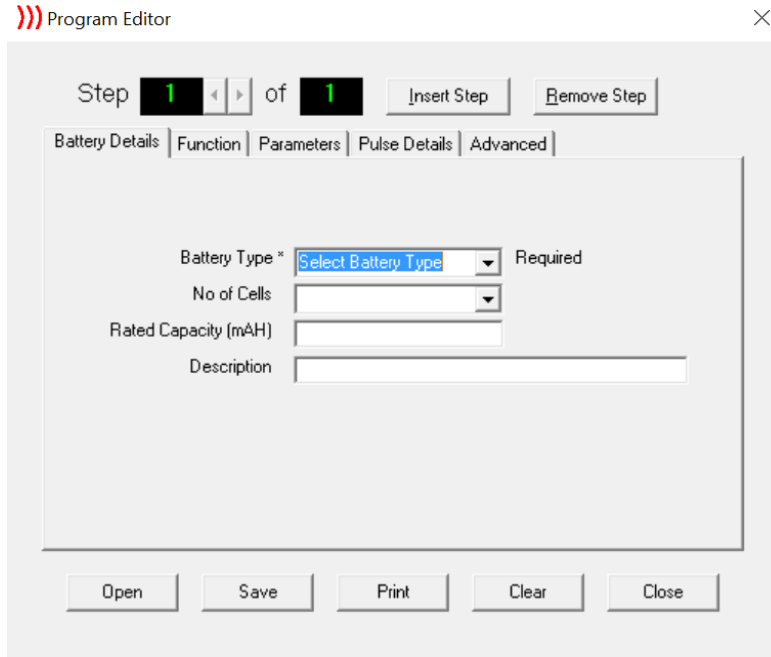 Program Editor
Step 1 of 1 Insert Step Remove Step
Battery Details Function Parameters Pulse Details Advanced
Battery Type * Select Battery Type Required
No of Cells
Rated Capacity (mAH)
Description
Open Save Print Clear Close